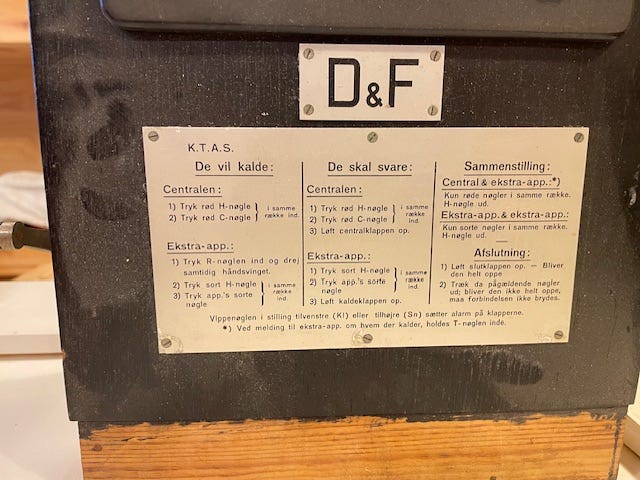 D&F
K.T.A.S.
De vil kalde:
Centralen:
1) Tryk rød H-nøgle
2) Tryk rød C-nøgle
i samme
række ind.
Ekstra-app.:
1) Tryk R-nøglen ind og drej
samtidig håndsvinget.
2) Tryk sort H-nøgle
3) Tryk app.'s sorte
nøgle
i samme
række
ind.
De skal svare:
Centralen:
1) Tryk rød H-nøgle
2) Tryk rød C-nøgle
i samme
række ind.
3) Løft centralklappen op.
Ekstra-app.:
1) Tryk sort H-nøgle
2) Tryk app.'s sorte
nøgle
i samme
række
ind.
3) Løft kaldeklappen op.
Sammenstilling:
Central & ekstra-app.:*)
Kun røde nøgler i samme række.
H-nøgle ud.
Ekstra-app. & ekstra-app.:
Kun sorte nøgler i samme række.
H-nøgle ud.
Afslutning:
1) Løft slutklappen op. — Bliver
den helt oppe
2) Træk da pågældende nøgler
ud; bliver den ikke helt oppe,
maa forbindelsen ikke brydes.
Vippenøglen i stilling tilvenstre (Kl) eller tilhøjre (Sn) sætter alarm på klapperne.
*) Ved melding til ekstra-app. om hvem der kalder, holdes T-nøglen inde.